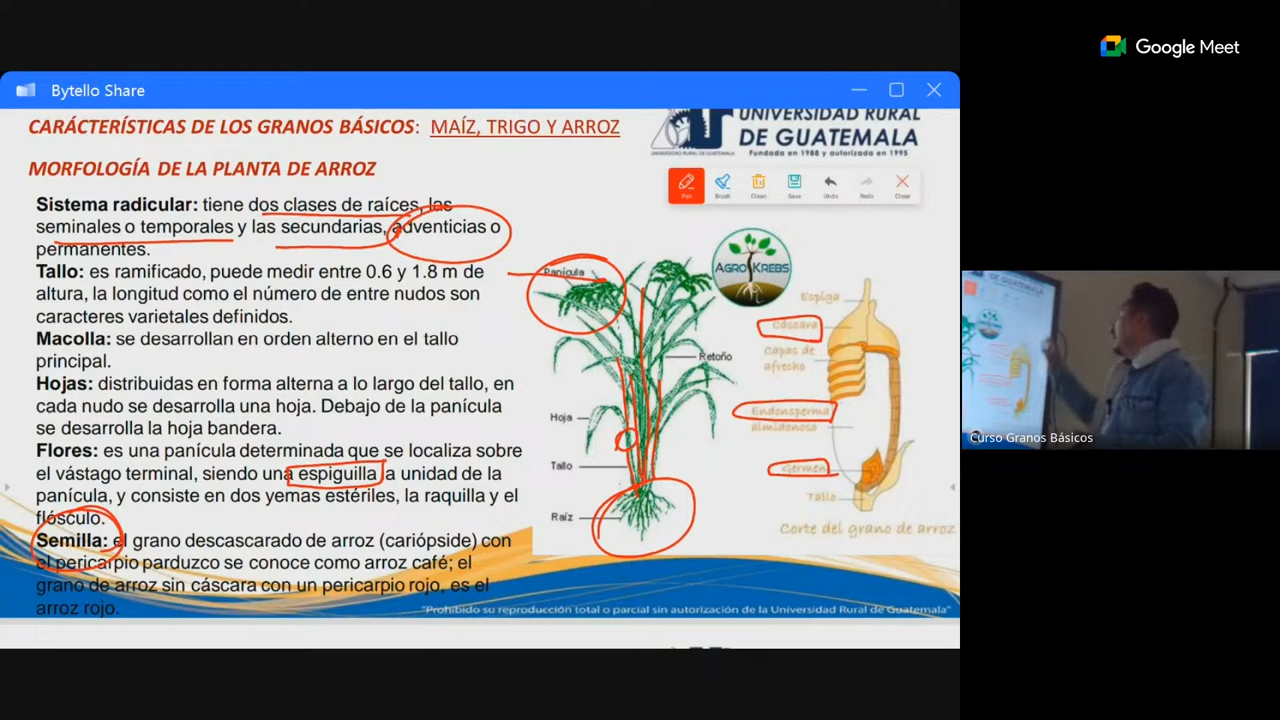 Google Meet
Bytello Share
CARÁCTERÍSTICAS DE LOS GRANOS BÁSICOS: MAÍZ, TRIGO Y ARROZ
UNIVERSIDAD RURAL
DE GUATEMALA
Fundada en 1988 y autorizada en 1995
MORFOLOGÍA DE LA PLANTA DE ARROZ
Pen Brush Clean Save Undo Redo Close
Sistema radicular: tiene dos clases de raíces, las
seminales o temporales y las secundarias, adventicias o
permanentes.
Tallo: es ramificado, puede medir entre 0.6 y 1.8 m de
altura, la longitud como el número de entre nudos son
caracteres varietales definidos.
Macolla: se desarrollan en orden alterno en el tallo
principal.
Hojas: distribuidas en forma alterna a lo largo del tallo, en
cada nudo se desarrolla una hoja. Debajo de la panícula
se desarrolla la hoja bandera.
Flores: es una panícula determinada que se localiza sobre
el vástago terminal, siendo una espiguilla la unidad de la
panícula, y consiste en dos yemas estériles, la raquilla y el
flósculo.
Semilla: el grano descascarado de arroz (cariópside) con
el pericarpio parduzco se conoce como arroz café; el
grano de arroz sin cáscara con un pericarpio rojo, es el
arroz rojo.
Panícula
Retoño
Hoja
Tallo
Raíz
AGRO KREBS
Espiga
Cáscara
Capas de
afrecho
Endosperma
almidonoso
Germen
Tallo
Corte del grano de arroz
"Prohibido su reproducción total o parcial sin autorización de la Universidad Rural de Guatemala"
Curso Granos Básicos